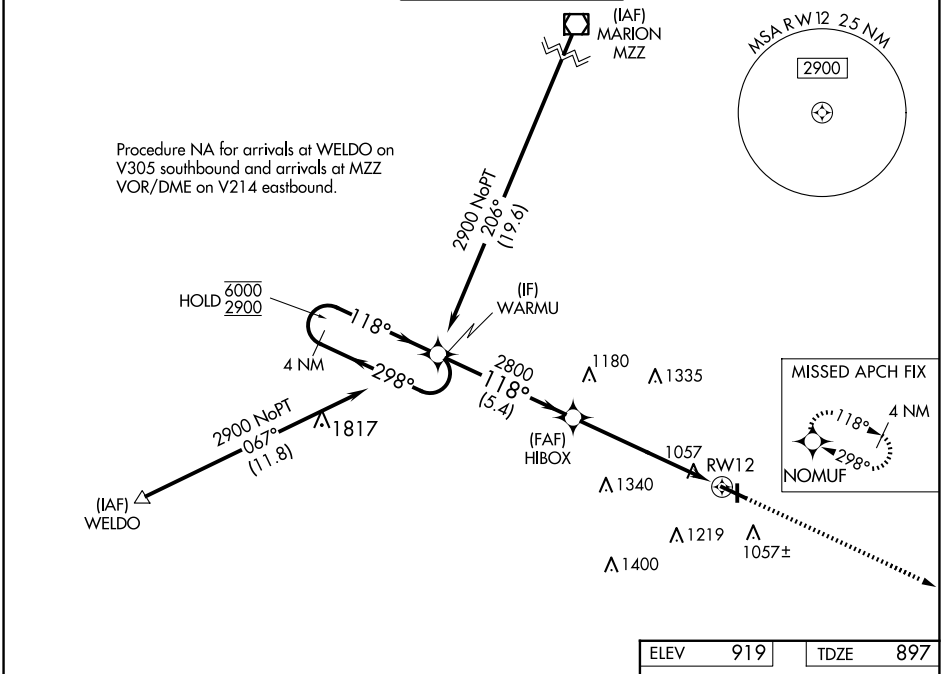 (IAF)
MARION
MZZ
MSA RW12 25 NM
2900
Procedure NA for arrivals at WELDO on
V305 southbound and arrivals at MZZ
VOR/DME on V214 eastbound.
2900 NoPT
206°
(19.6)
HOLD 6000
2900
(IF)
WARMU
118°
4 NM
298°
2800
118°
(5.4)
1180
1335
MISSED APCH FIX
118°
4 NM
298°
NOMUF
2900 NoPT
067°
(11.8)
1817
(FAF)
HIBOX
1057
RW12
1340
(IAF)
WELDO
1219
1057±
1400
ELEV 919
TDZE 897